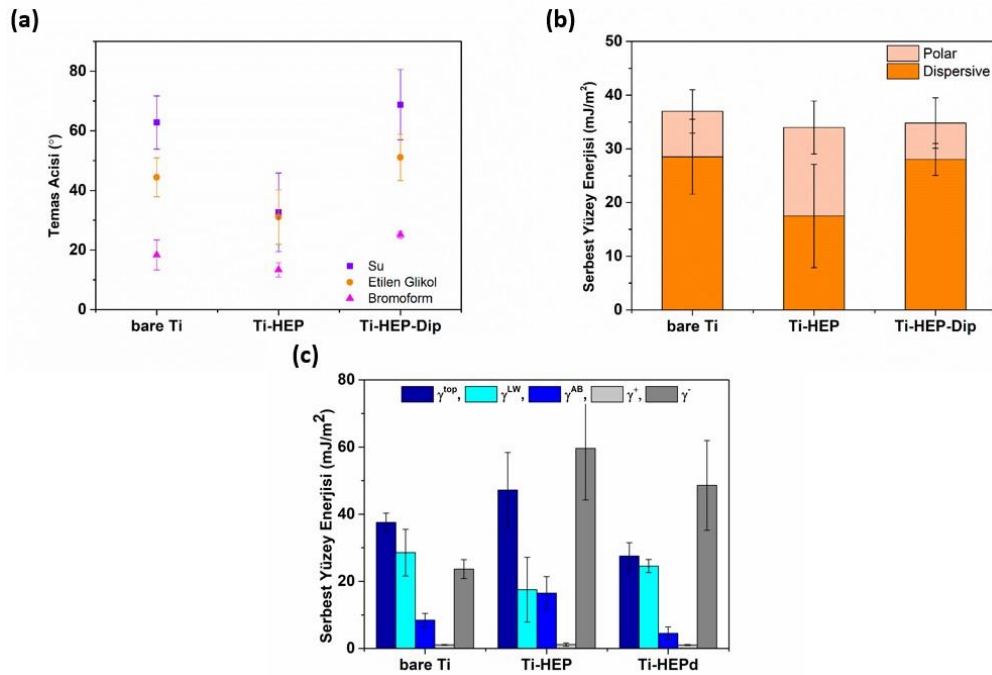 (a)
80
60
40
20
0
Temas Acisi (°)
Su
Etilen Glikol
Bromoform
bare Ti
Ti-HEP
Ti-HEP-Dip
(b)
50
40
30
20
10
0
Serbest Yüzey Enerjisi (mJ/m²)
Polar
Dispersive
bare Ti
Ti-HEP
Ti-HEP-Dip
(c)
80
60
40
20
0
Serbest Yüzey Enerjisi (mJ/m²)
γᵗᵒᵖ, γᴸᵂ, γᴬᴮ, γ⁺, γ⁻
bare Ti
Ti-HEP
Ti-HEPd